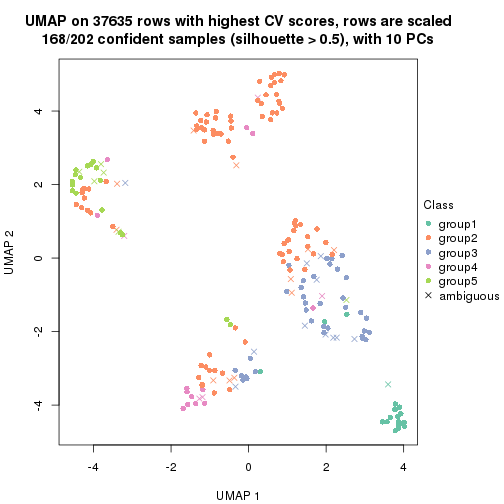 UMAP on 37635 rows with highest CV scores, rows are scaled
168/202 confident samples (silhouette > 0.5), with 10 PCs
4
2
0
-2
-4
UMAP 2
-4
-2
0
2
4
UMAP 1
Class
group1
group2
group3
group4
group5
ambiguous